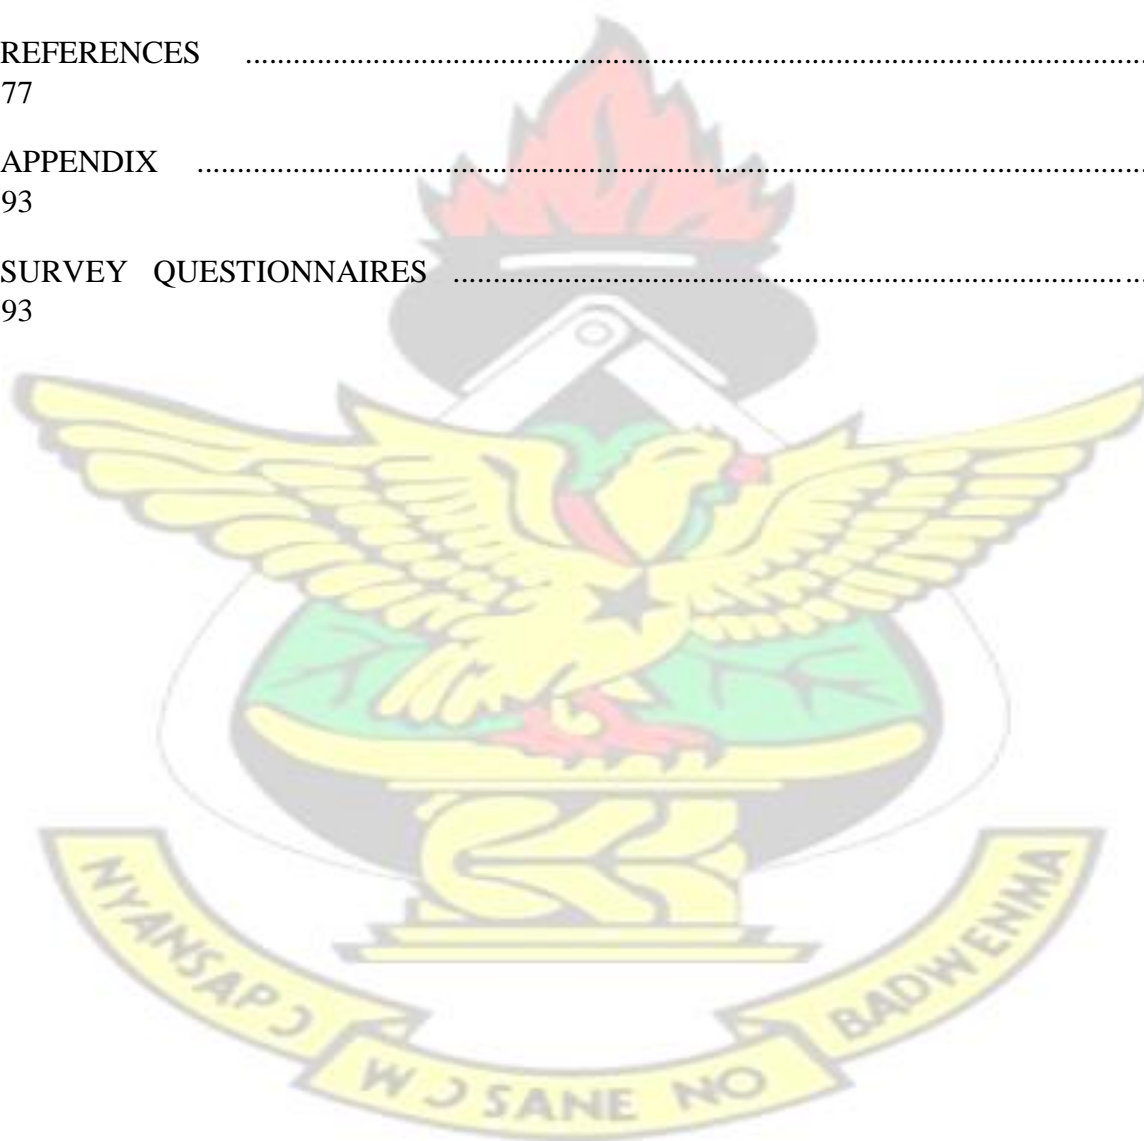 REFERENCES ................................................................................................................
77
APPENDIX ......................................................................................................................
93
SURVEY QUESTIONNAIRES ......................................................................................
93
NYANSAPƆ
WƆSANE NO
BADWENMA